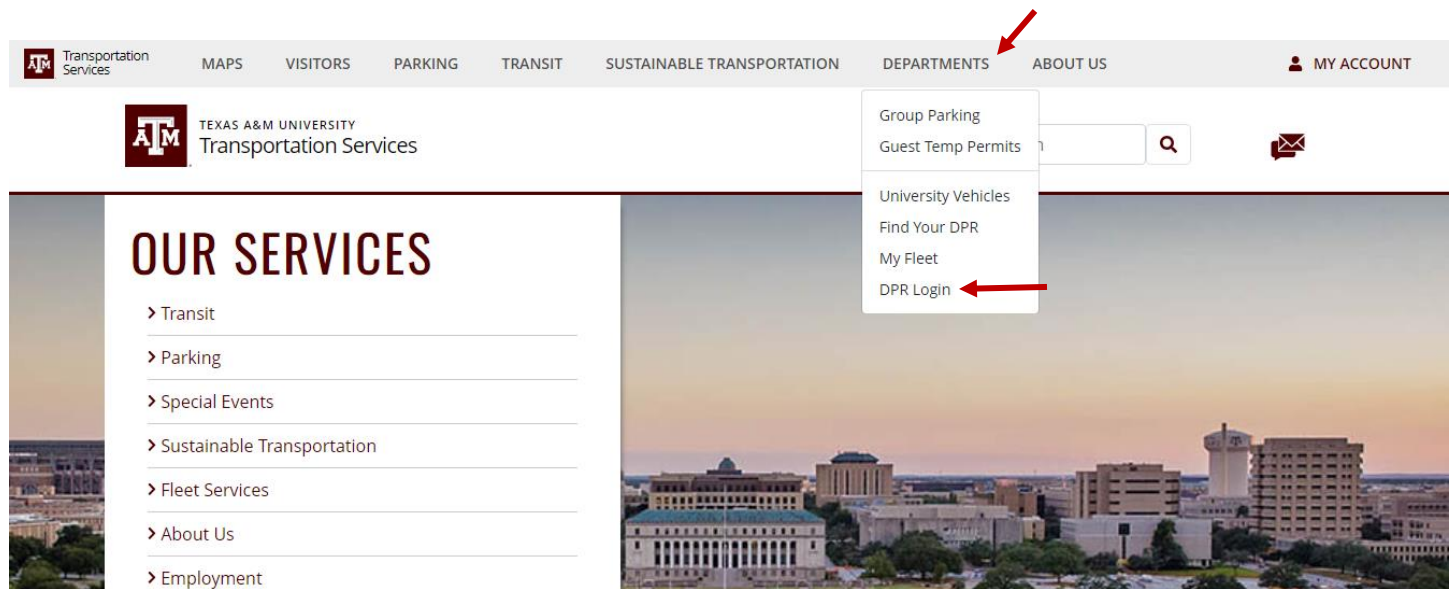 ATM Transportation Services MAPS VISITORS PARKING TRANSIT SUSTAINABLE TRANSPORTATION DEPARTMENTS ABOUT US MY ACCOUNT
ATM TEXAS A&M UNIVERSITY
Transportation Services
Group Parking
Guest Temp Permits
University Vehicles
Find Your DPR
My Fleet
DPR Login
OUR SERVICES
Transit
Parking
Special Events
Sustainable Transportation
Fleet Services
About Us
Employment